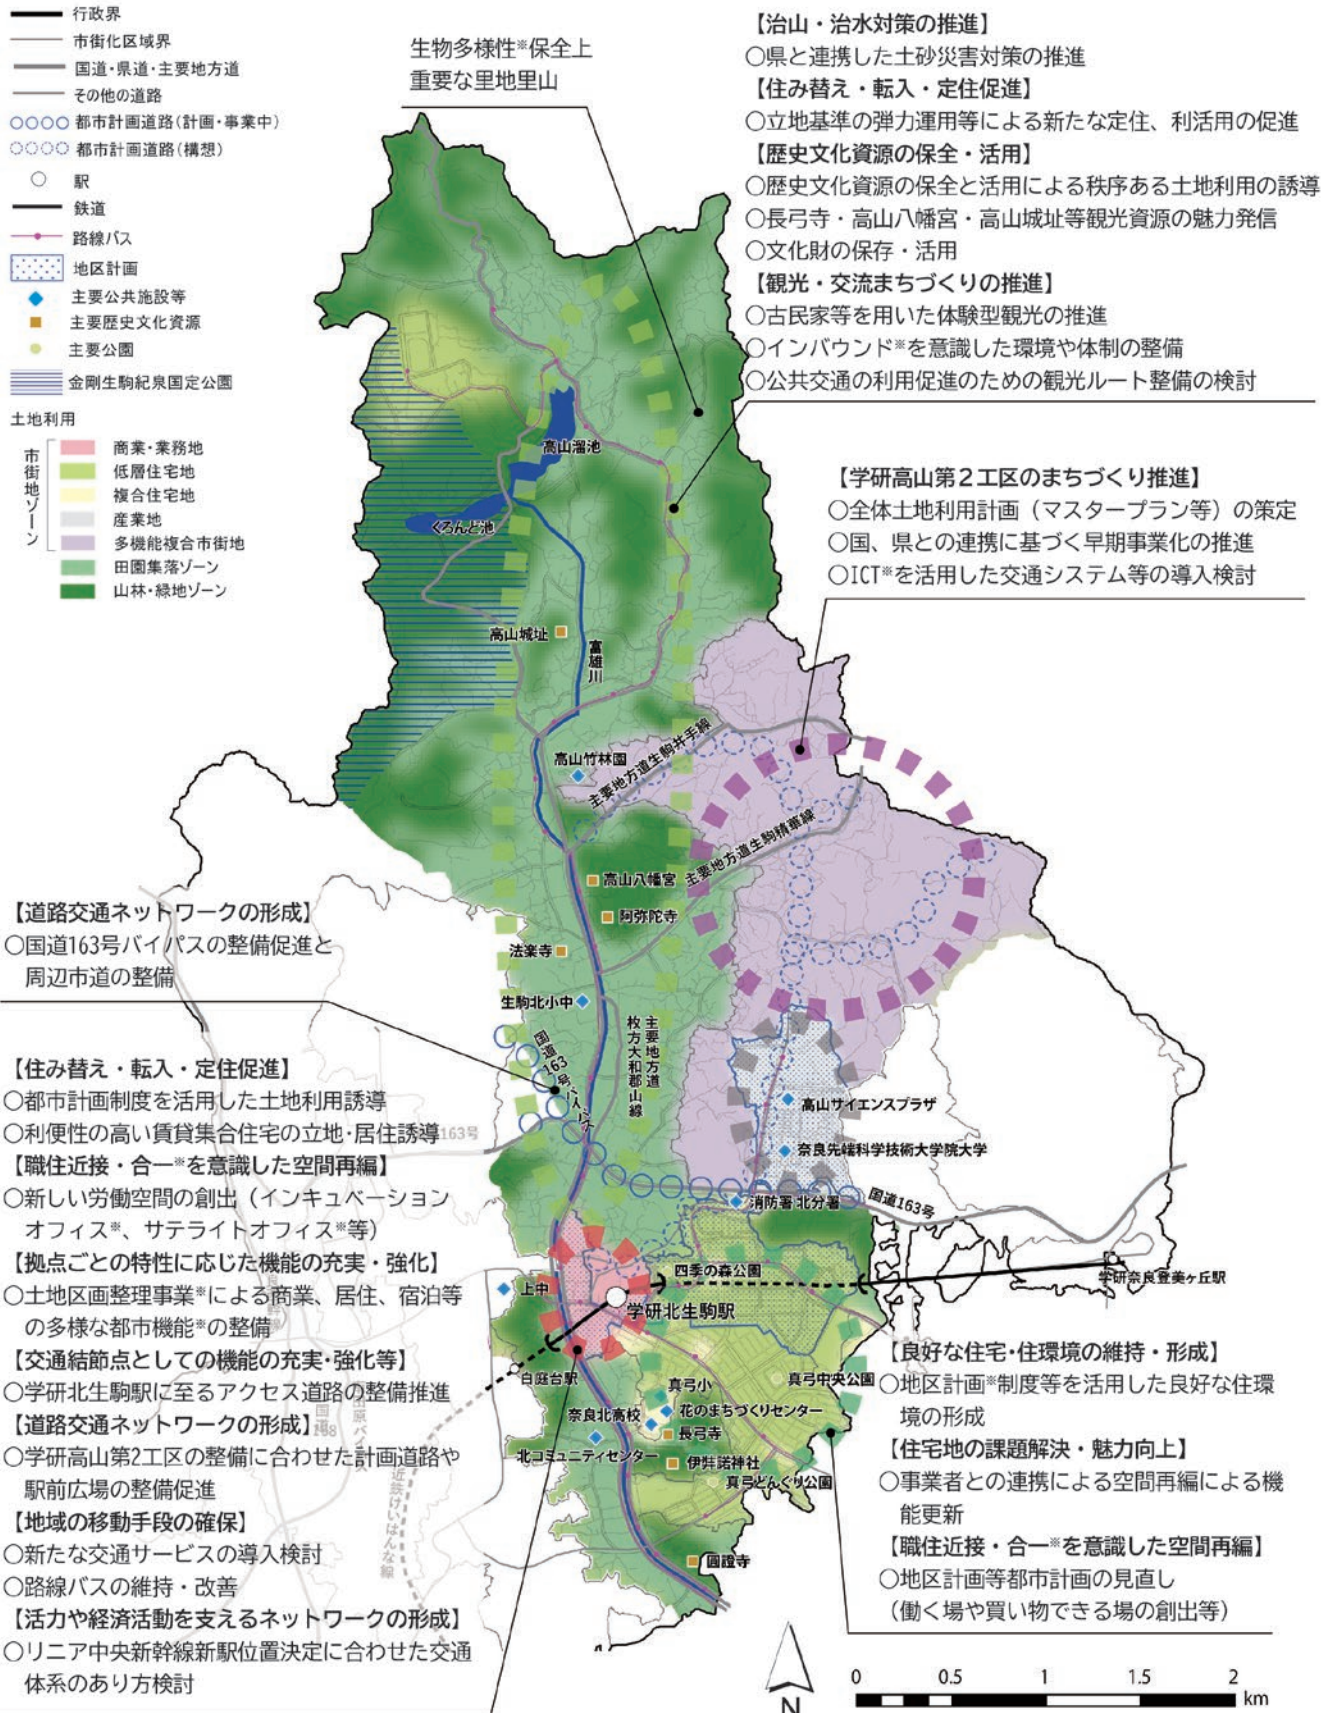 行政界
市街化区域界
国道・県道・主要地方道
その他の道路
都市計画道路(計画・事業中)
都市計画道路(構想)
駅
鉄道
路線バス
地区計画
主要公共施設等
主要歴史文化資源
主要公園
金剛生駒紀泉国定公園
土地利用
市街地ゾーン
商業・業務地
低層住宅地
複合住宅地
産業地
多機能複合市街地
田園集落ゾーン
山林・緑地ゾーン
生物多様性※保全上
重要な里地里山
【治山・治水対策の推進】
○県と連携した土砂災害対策の推進
【住み替え・転入・定住促進】
○立地基準の弾力運用等による新たな定住、利活用の促進
【歴史文化資源の保全・活用】
○歴史文化資源の保全と活用による秩序ある土地利用の誘導
○長弓寺・高山八幡宮・高山城址等観光資源の魅力発信
○文化財の保存・活用
【観光・交流まちづくりの推進】
○古民家等を用いた体験型観光の推進
○インバウンド※を意識した環境や体制の整備
○公共交通の利用促進のための観光ルート整備の検討
【学研高山第２工区のまちづくり推進】
○全体土地利用計画（マスタープラン等）の策定
○国、県との連携に基づく早期事業化の推進
○ICT※を活用した交通システム等の導入検討
高山溜池
くろんど池
高山城址
富雄川
高山竹林園
主要地方道生駒井手線
主要地方道生駒精華線
高山八幡宮
阿弥陀寺
法楽寺
生駒北小中
国道163号バイパス
主要地方道
枚方大和郡山線
高山サイエンスプラザ
奈良先端科学技術大学院大学
消防署 北分署
国道163号
163号
四季の森公園
学研奈良登美ヶ丘駅
上中
学研北生駒駅
白庭台駅
真弓小
真弓中央公園
奈良北高校
花のまちづくりセンター
長弓寺
北コミュニティセンター
伊弉諾神社
真弓どんぐり公園
圓證寺
近鉄けいはんな線
国道168
【道路交通ネットワークの形成】
○国道163号バイパスの整備促進と
周辺市道の整備
【住み替え・転入・定住促進】
○都市計画制度を活用した土地利用誘導
○利便性の高い賃貸集合住宅の立地・居住誘導
【職住近接・合一※を意識した空間再編】
○新しい労働空間の創出（インキュベーション
オフィス※、サテライトオフィス※等）
【拠点ごとの特性に応じた機能の充実・強化】
○土地区画整理事業※による商業、居住、宿泊等
の多様な都市機能※の整備
【交通結節点としての機能の充実・強化等】
○学研北生駒駅に至るアクセス道路の整備推進
【道路交通ネットワークの形成】
○学研高山第2工区の整備に合わせた計画道路や
駅前広場の整備促進
【地域の移動手段の確保】
○新たな交通サービスの導入検討
○路線バスの維持・改善
【活力や経済活動を支えるネットワークの形成】
○リニア中央新幹線新駅位置決定に合わせた交通
体系のあり方検討
【良好な住宅・住環境の維持・形成】
○地区計画※制度等を活用した良好な住環
境の形成
【住宅地の課題解決・魅力向上】
○事業者との連携による空間再編による機
能更新
【職住近接・合一※を意識した空間再編】
○地区計画等都市計画の見直し
（働く場や買い物できる場の創出等）
N
0 0.5 1 1.5 2
km